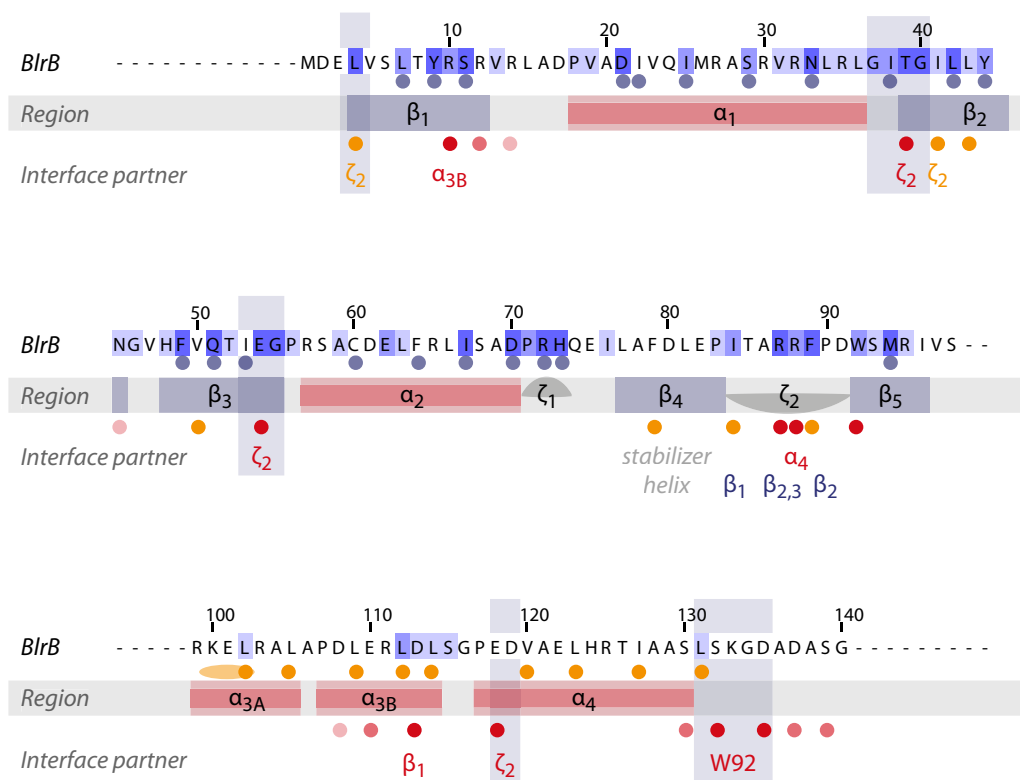 10 20 30 40
BlrB - - - - - - - - - - - - MDELVSLTYRSRVRLADPVADIVQIMRASRVRNLRLGITGILLY
Region β1 α1 β2
Interface partner ζ2 α3B ζ2 ζ2
50 60 70 80 90
BlrB NGVHFVQTIEGPRSACDELFRLISADPRHQEILAFDLEPITARRFPDWSMRIVS - -
Region β3 α2 ζ1 β4 ζ2 β5
Interface partner ζ2 stabilizer α4
helix β1 β2,3 β2
100 110 120 130 140
BlrB - - - - - RKELRALAPDLERLDLSGPEDVAELHRTIAASLSKGDADASG - - - - - - - - -
Region α3A α3B α4
Interface partner β1 ζ2 W92